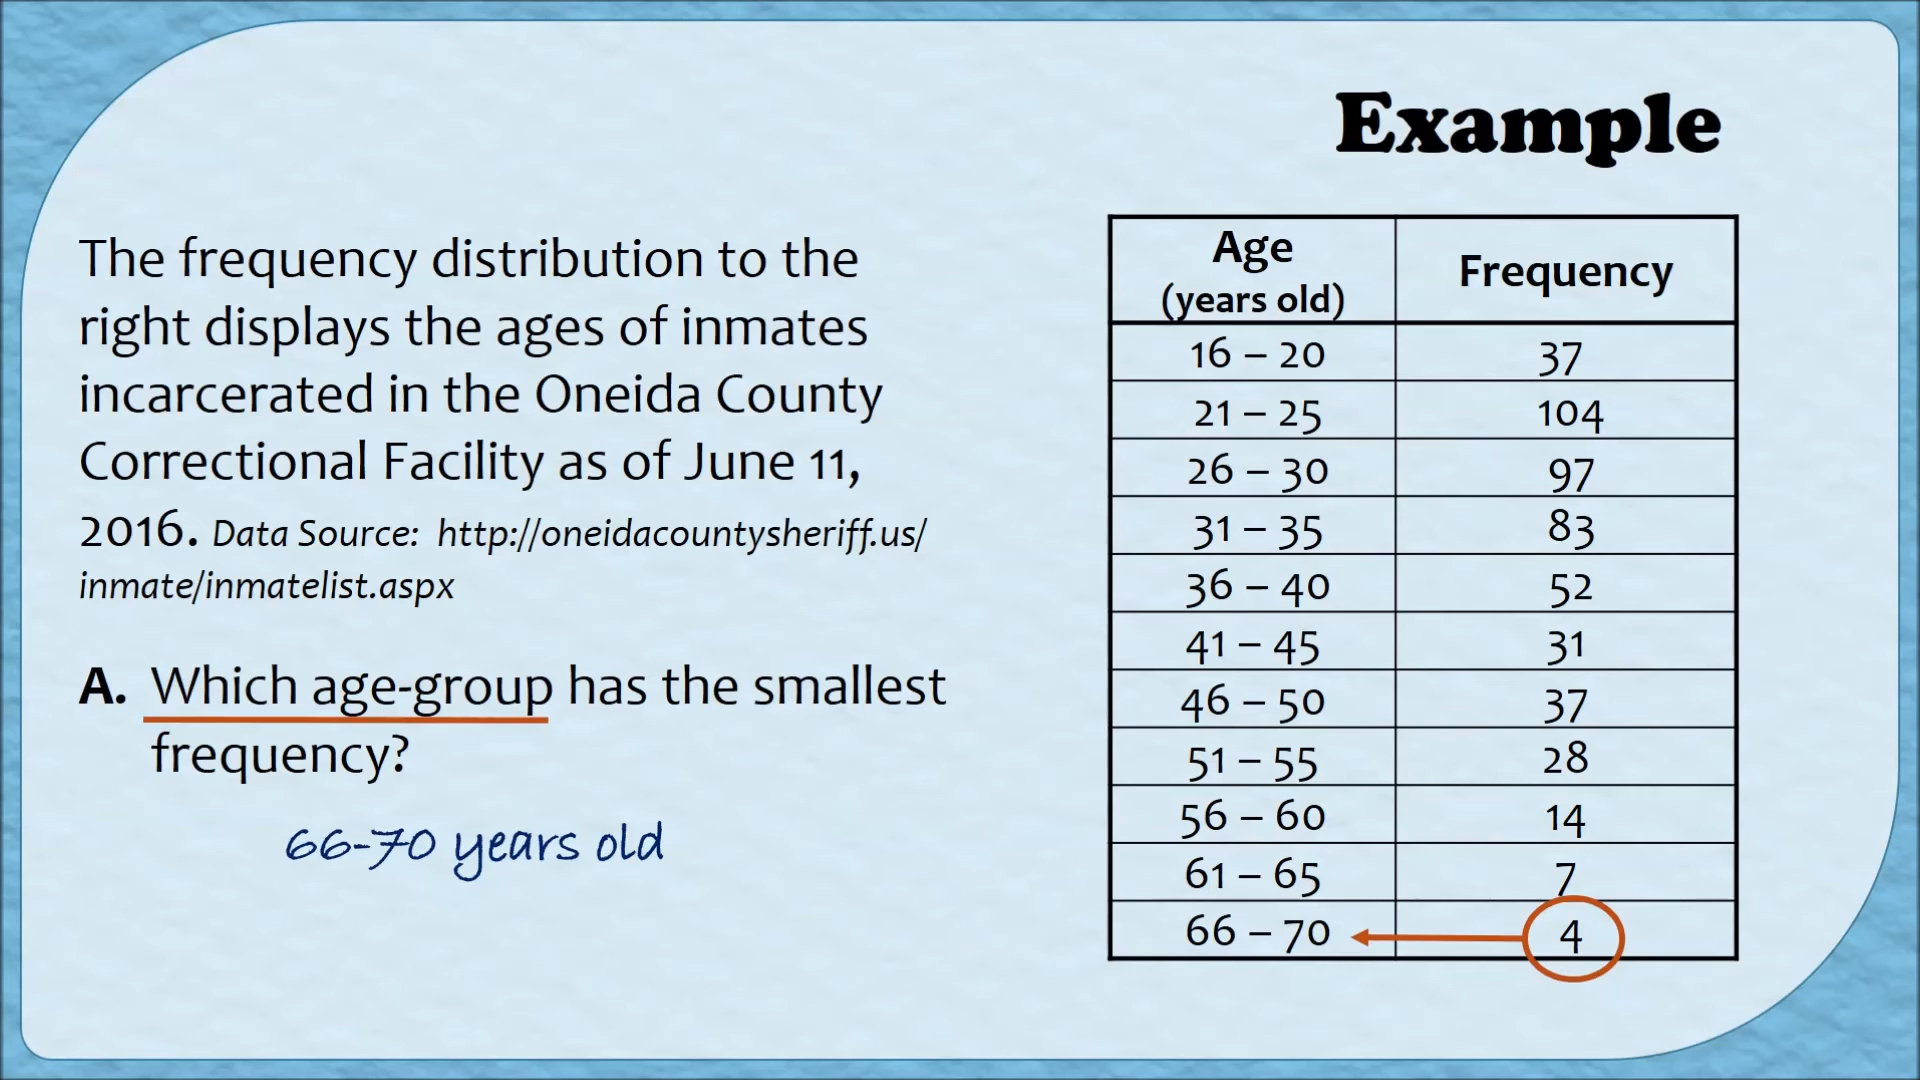 Example
The frequency distribution to the
right displays the ages of inmates
incarcerated in the Oneida County
Correctional Facility as of June 11,
2016. Data Source: http://oneidacountysheriff.us/
inmate/inmatelist.aspx
A. Which age-group has the smallest
frequency?
66-70 years old
Age (years old) Frequency
16 – 20 37
21 – 25 104
26 – 30 97
31 – 35 83
36 – 40 52
41 – 45 31
46 – 50 37
51 – 55 28
56 – 60 14
61 – 65 7
66 – 70 4